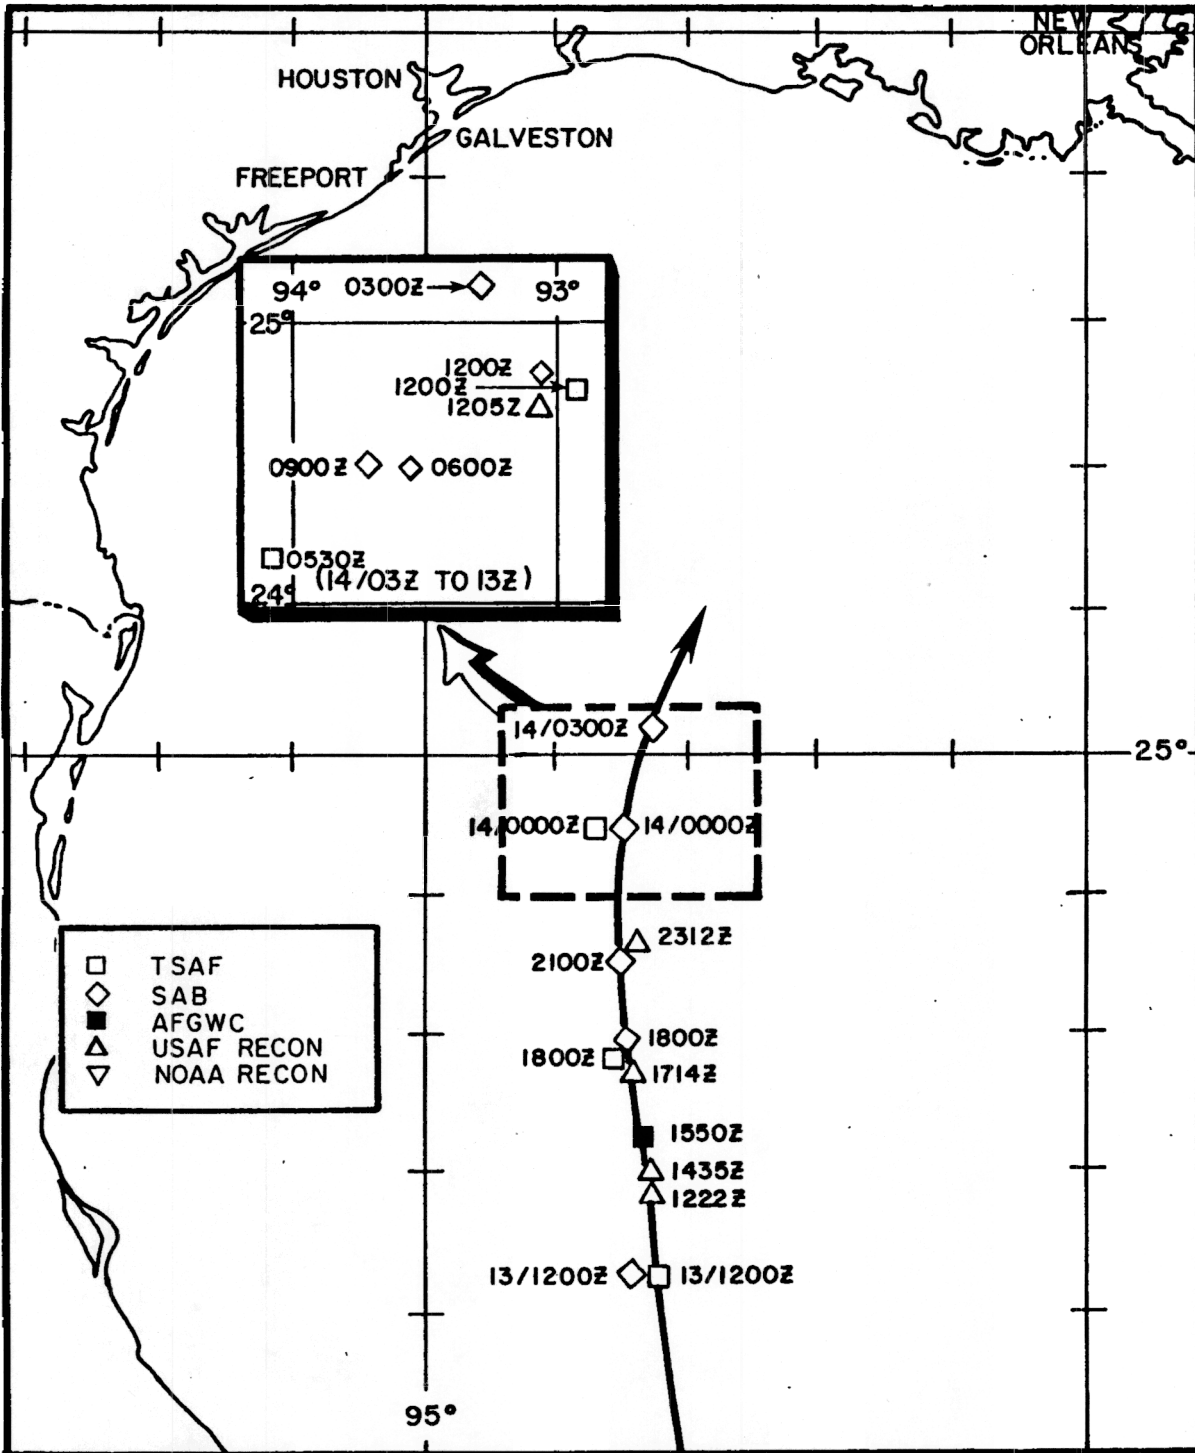 NEW
ORLEANS
HOUSTON
GALVESTON
FREEPORT
94° 0300Z 93°
25°
1200Z
1200Z
1205Z
0900Z 0600Z
0530Z
(14/03Z TO 13Z)
24°
14/0300Z
25°
14/0000Z 14/0000Z
2312Z
2100Z
TSAF
SAB
AFGWC
USAF RECON
NOAA RECON
1800Z
1800Z
1714Z
1550Z
1435Z
1222Z
13/1200Z 13/1200Z
95°